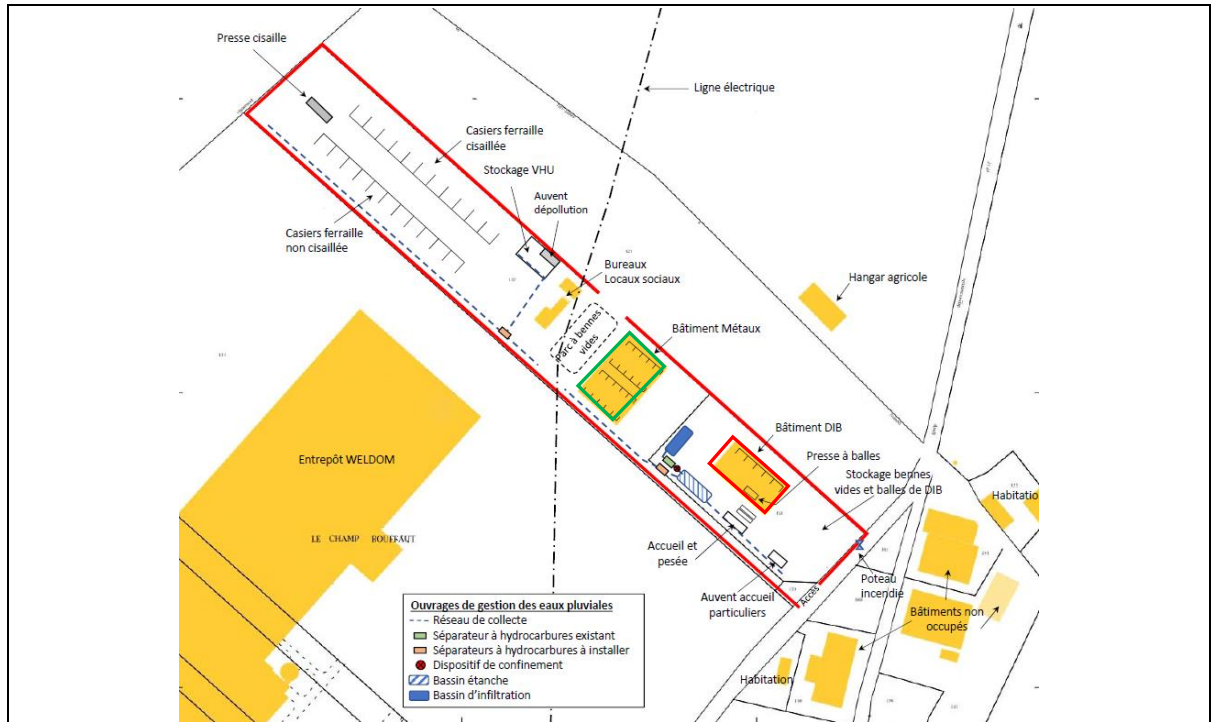 Presse cisaille
Ligne électrique
Casiers ferraille
cisaillée
Stockage VHU
Auvent
dépollution
Casiers ferraille
non cisaillée
Bureaux
Locaux sociaux
Hangar agricole
Parc à bennes
vides
Bâtiment Métaux
Bâtiment DIB
Presse à balles
Stockage bennes
vides et balles de DIB
Entrepôt WELDOM
Habitatio
LE CHAMP ROUFFAUT
Accueil et
pesée
Poteau
incendie
Auvent accueil
particuliers
Accès
Bâtiments non
occupés
Habitation
Ouvrages de gestion des eaux pluviales
Réseau de collecte
Séparateur à hydrocarbures existant
Séparateurs à hydrocarbures à installer
Dispositif de confinement
Bassin étanche
Bassin d'infiltration